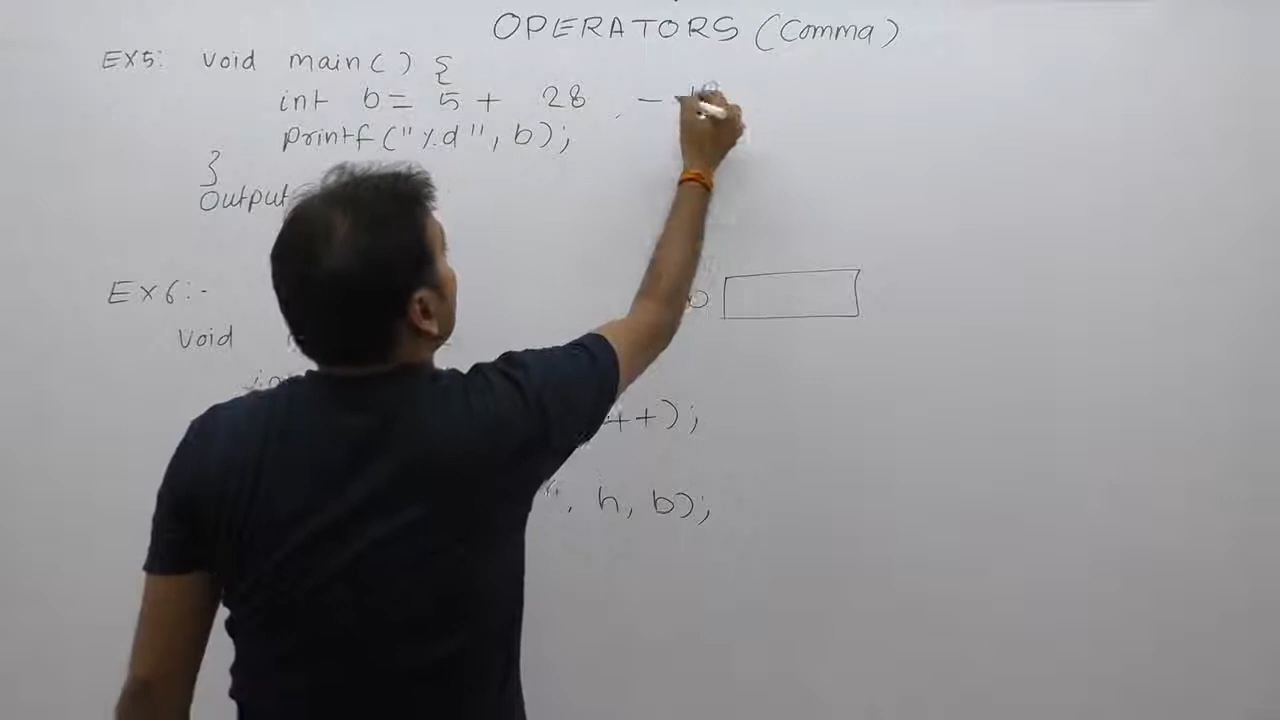 OPERATORS (Comma)
EX5: void main() {
int b= 5 + 28 -
printf("%d", b);
}
Output
EX6:-
void
++);
, h, b);